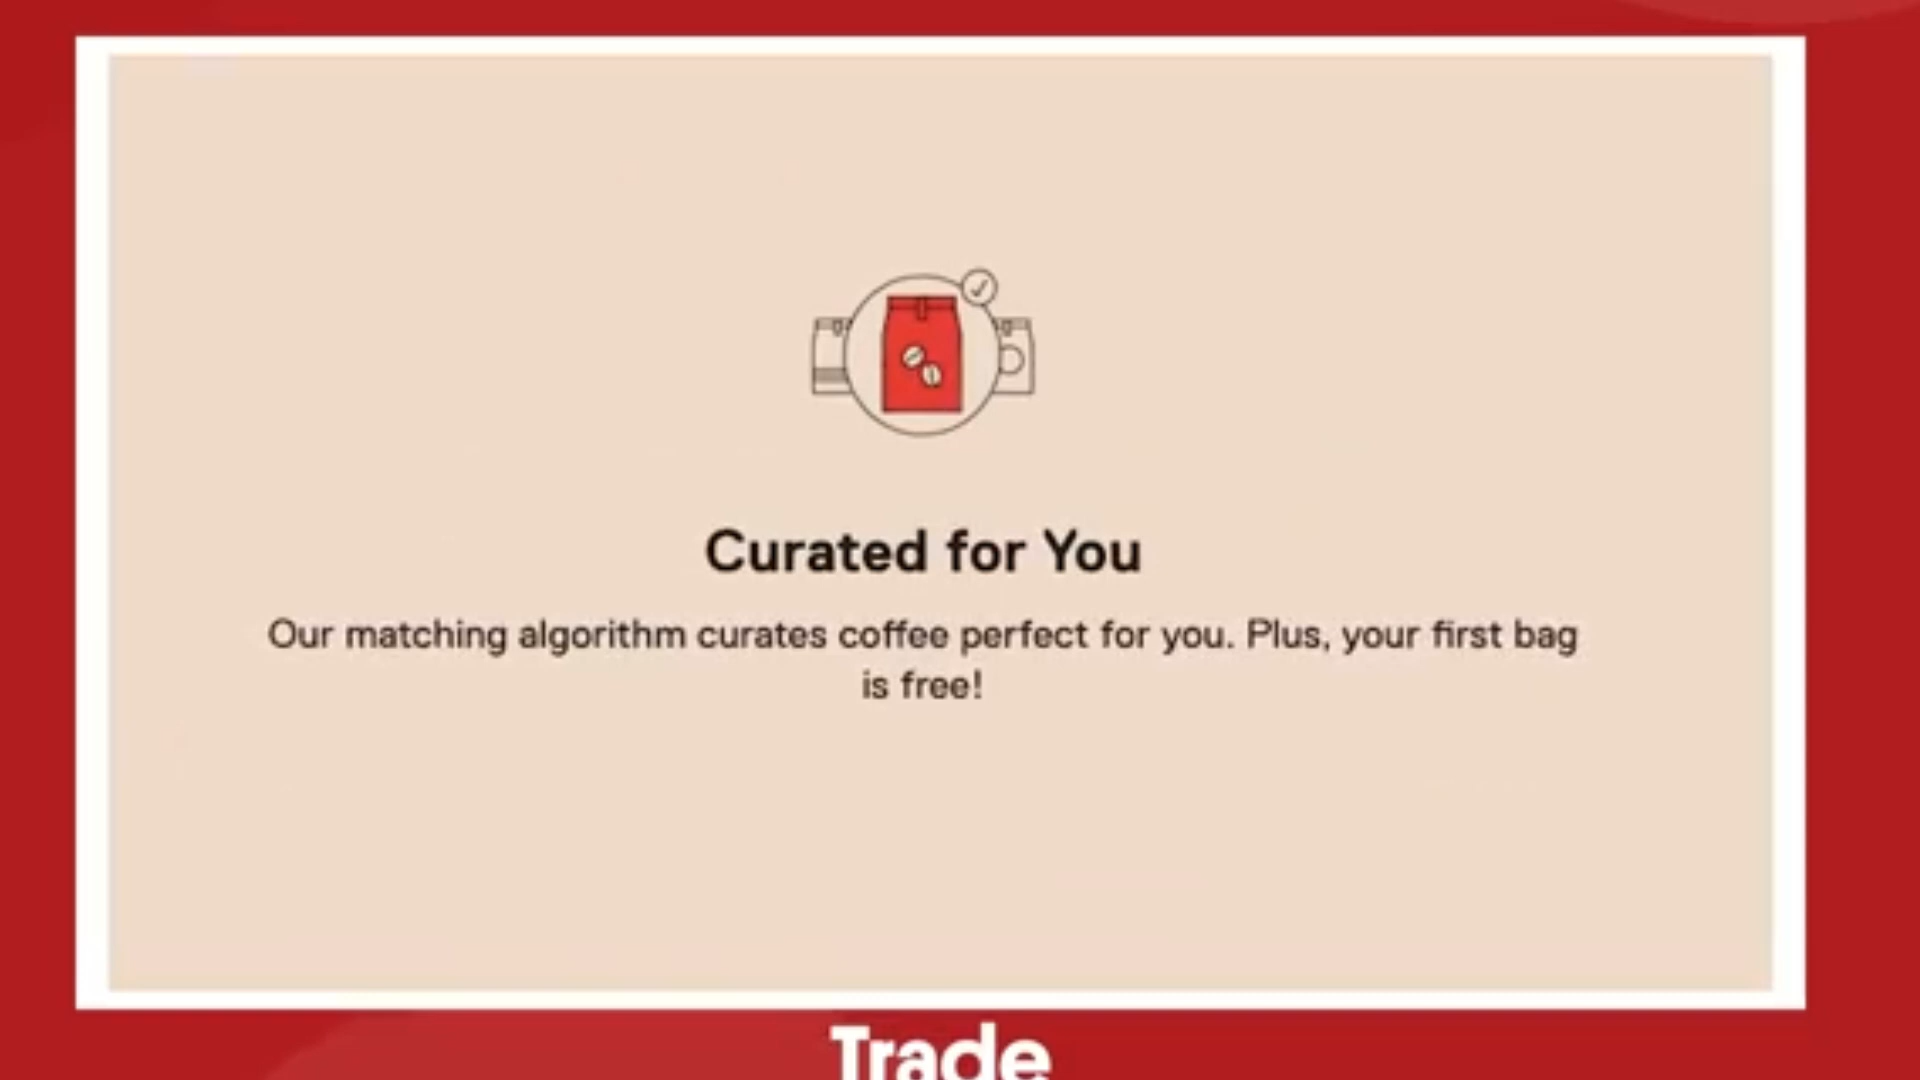 Curated for You
Our matching algorithm curates coffee perfect for you. Plus, your first bag
is free!
Trade